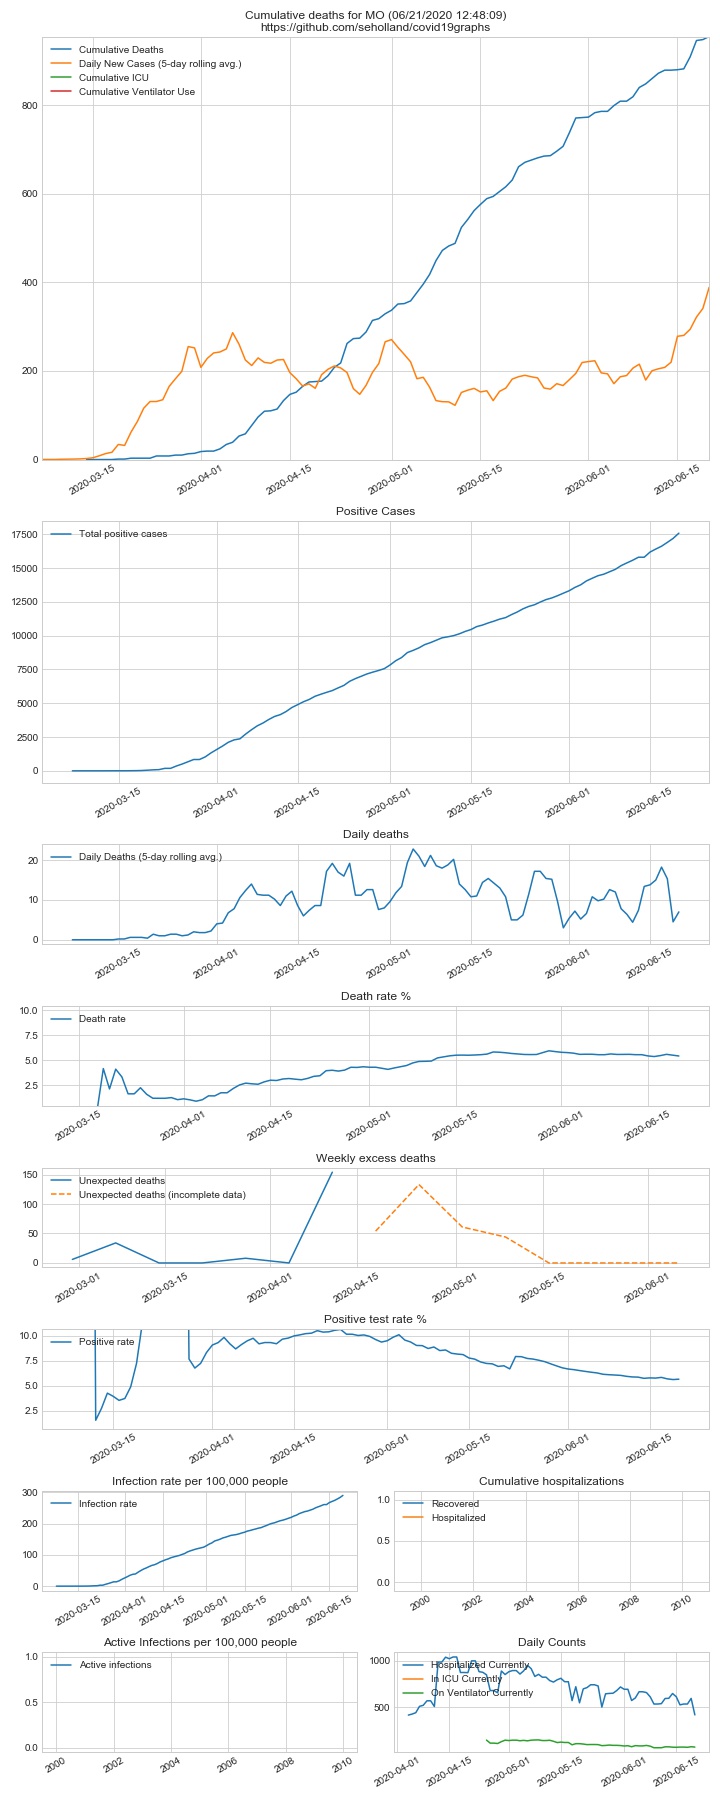 Cumulative deaths for MO (06/21/2020 12:48:09)
https://github.com/seholland/covid19graphs
Cumulative Deaths
Daily New Cases (5-day rolling avg.)
Cumulative ICU
Cumulative Ventilator Use
800
600
400
200
0
2020-03-15 2020-04-01 2020-04-15 2020-05-01 2020-05-15 2020-06-01 2020-06-15
Positive Cases
Total positive cases
17500
15000
12500
10000
7500
5000
2500
0
2020-03-15 2020-04-01 2020-04-15 2020-05-01 2020-05-15 2020-06-01 2020-06-15
Daily deaths
Daily Deaths (5-day rolling avg.)
20
10
0
2020-03-15 2020-04-01 2020-04-15 2020-05-01 2020-05-15 2020-06-01 2020-06-15
Death rate %
10.0
Death rate
7.5
5.0
2.5
2020-03-15 2020-04-01 2020-04-15 2020-05-01 2020-05-15 2020-06-01 2020-06-15
Weekly excess deaths
150
Unexpected deaths
Unexpected deaths (incomplete data)
100
50
0
2020-03-01 2020-03-15 2020-04-01 2020-04-15 2020-05-01 2020-05-15 2020-06-01
Positive test rate %
10.0
Positive rate
7.5
5.0
2.5
2020-03-15 2020-04-01 2020-04-15 2020-05-01 2020-05-15 2020-06-01 2020-06-15
Infection rate per 100,000 people
300
Infection rate
200
100
0
2020-03-15 2020-04-01 2020-04-15 2020-05-01 2020-05-15 2020-06-01 2020-06-15
Cumulative hospitalizations
1.0
Recovered
Hospitalized
0.5
0.0
2000 2002 2004 2006 2008 2010
Active Infections per 100,000 people
1.0
Active infections
0.5
0.0
2000 2002 2004 2006 2008 2010
Daily Counts
1000
Hospitalized Currently
In ICU Currently
On Ventilator Currently
500
2020-04-01 2020-04-15 2020-05-01 2020-05-15 2020-06-01 2020-06-15